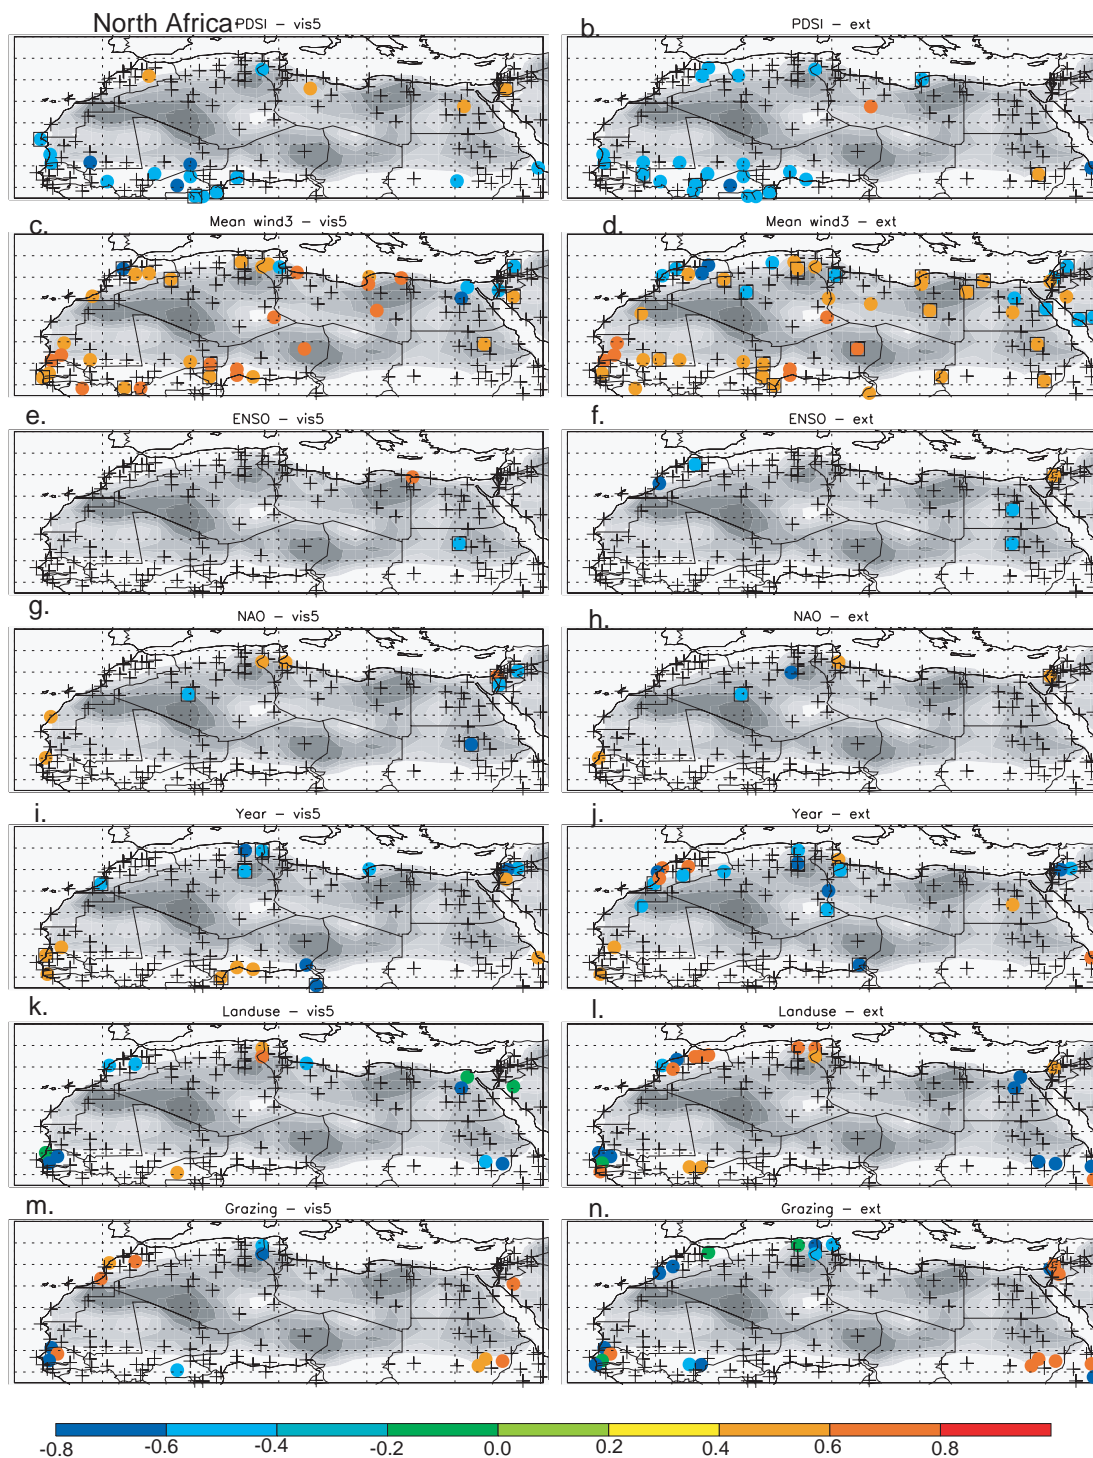 North Africa PDSI – vis5
b. PDSI – ext
c. Mean wind3 – vis5
d. Mean wind3 – ext
e. ENSO – vis5
f. ENSO – ext
g. NAO – vis5
h. NAO – ext
i. Year – vis5
j. Year – ext
k. Landuse – vis5
l. Landuse – ext
m. Grazing – vis5
n. Grazing – ext
-0.8 -0.6 -0.4 -0.2 0.0 0.2 0.4 0.6 0.8